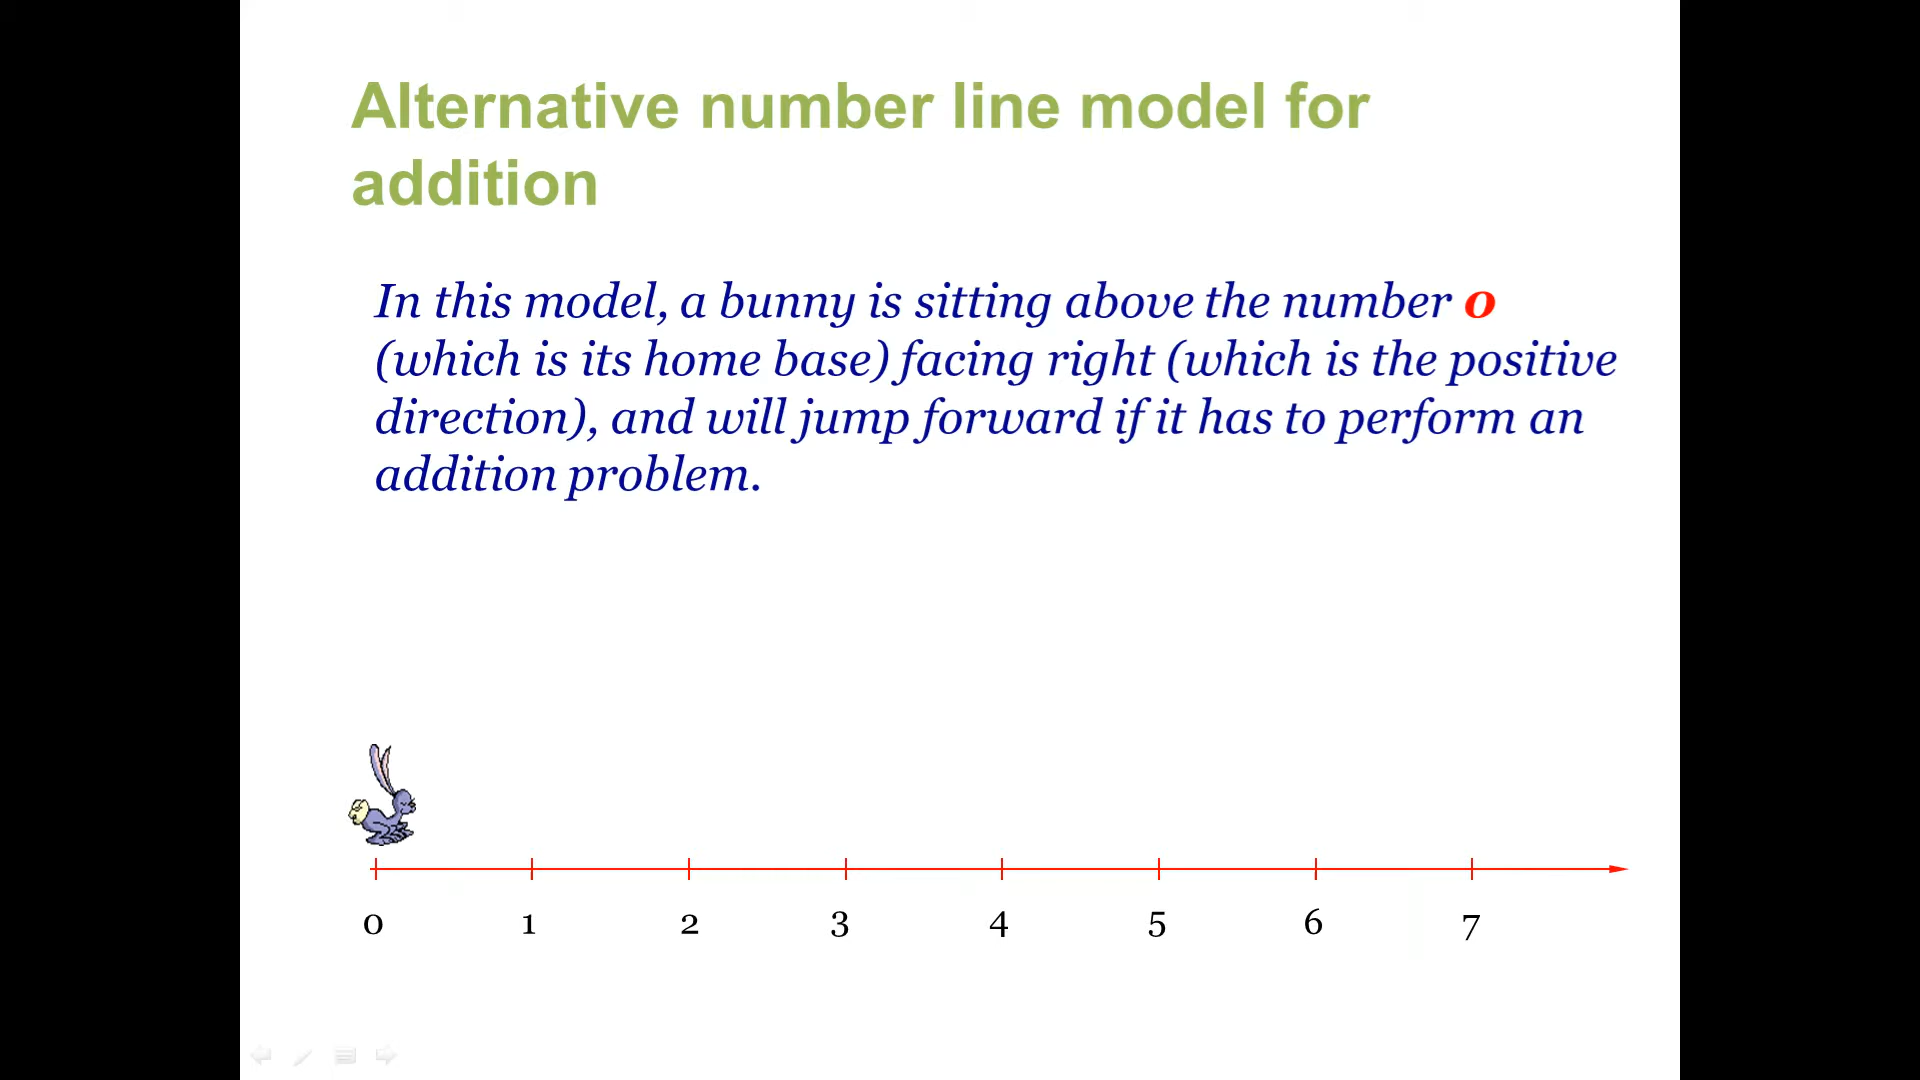 Alternative number line model for
addition
In this model, a bunny is sitting above the number 0
(which is its home base) facing right (which is the positive
direction), and will jump forward if it has to perform an
addition problem.
0 1 2 3 4 5 6 7